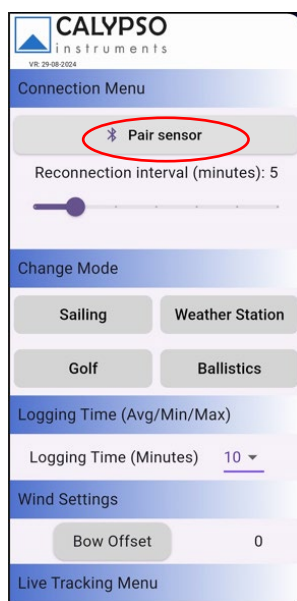 CALYPSO
instruments
VR: 29-08-2024
Connection Menu
Pair sensor
Reconnection interval (minutes): 5
Change Mode
Sailing Weather Station
Golf Ballistics
Logging Time (Avg/Min/Max)
Logging Time (Minutes) 10
Wind Settings
Bow Offset 0
Live Tracking Menu